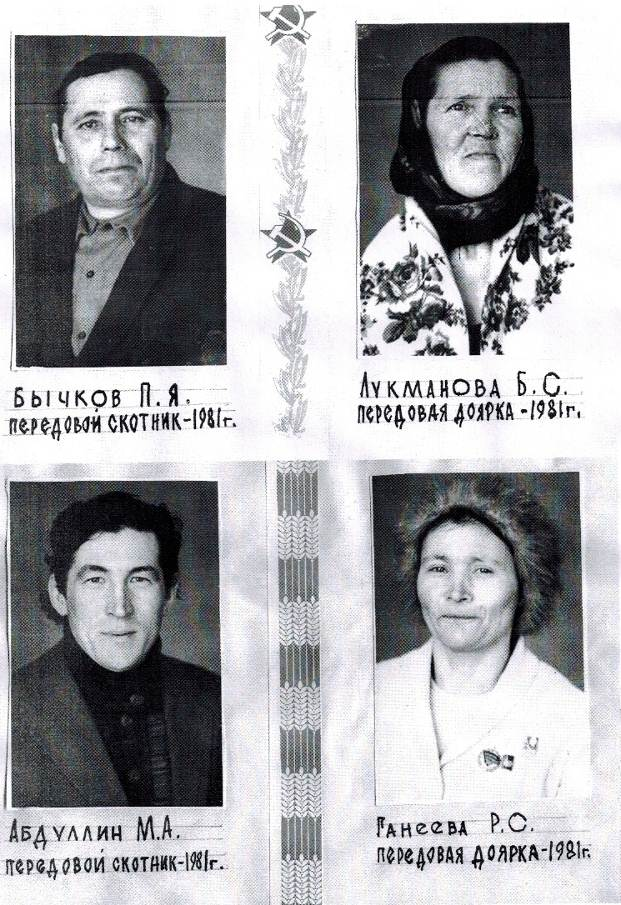 БЫЧКОВ П.Я.
ПЕРЕДОВОЙ СКОТНИК-1981г.
ЛУКМАНОВА Б.С.
ПЕРЕДОВАЯ ДОЯРКА-1981г.
АБДУЛЛИН М.А.
ПЕРЕДОВОЙ СКОТНИК-1981г.
ГАНЕЕВА Р.С.
ПЕРЕДОВАЯ ДОЯРКА-1981г.